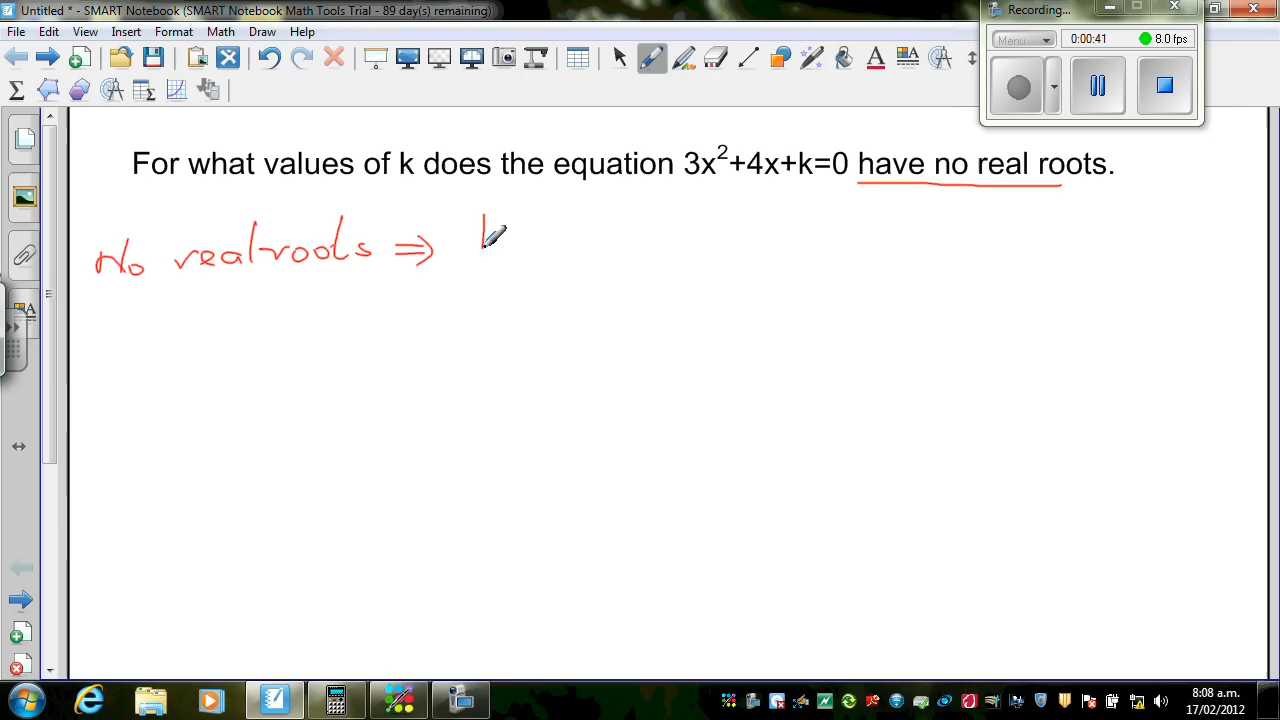 Untitled * - SMART Notebook (SMART Notebook Math Tools Trial - 89 day(s) remaining]
Recording...
File Edit View Insert Format Math Draw Help
Menu 0:00:41 8.0 fps
For what values of k does the equation 3x²+4x+k=0 have no real roots.
No real roots ⇒
8:08 a.m.
17/02/2012